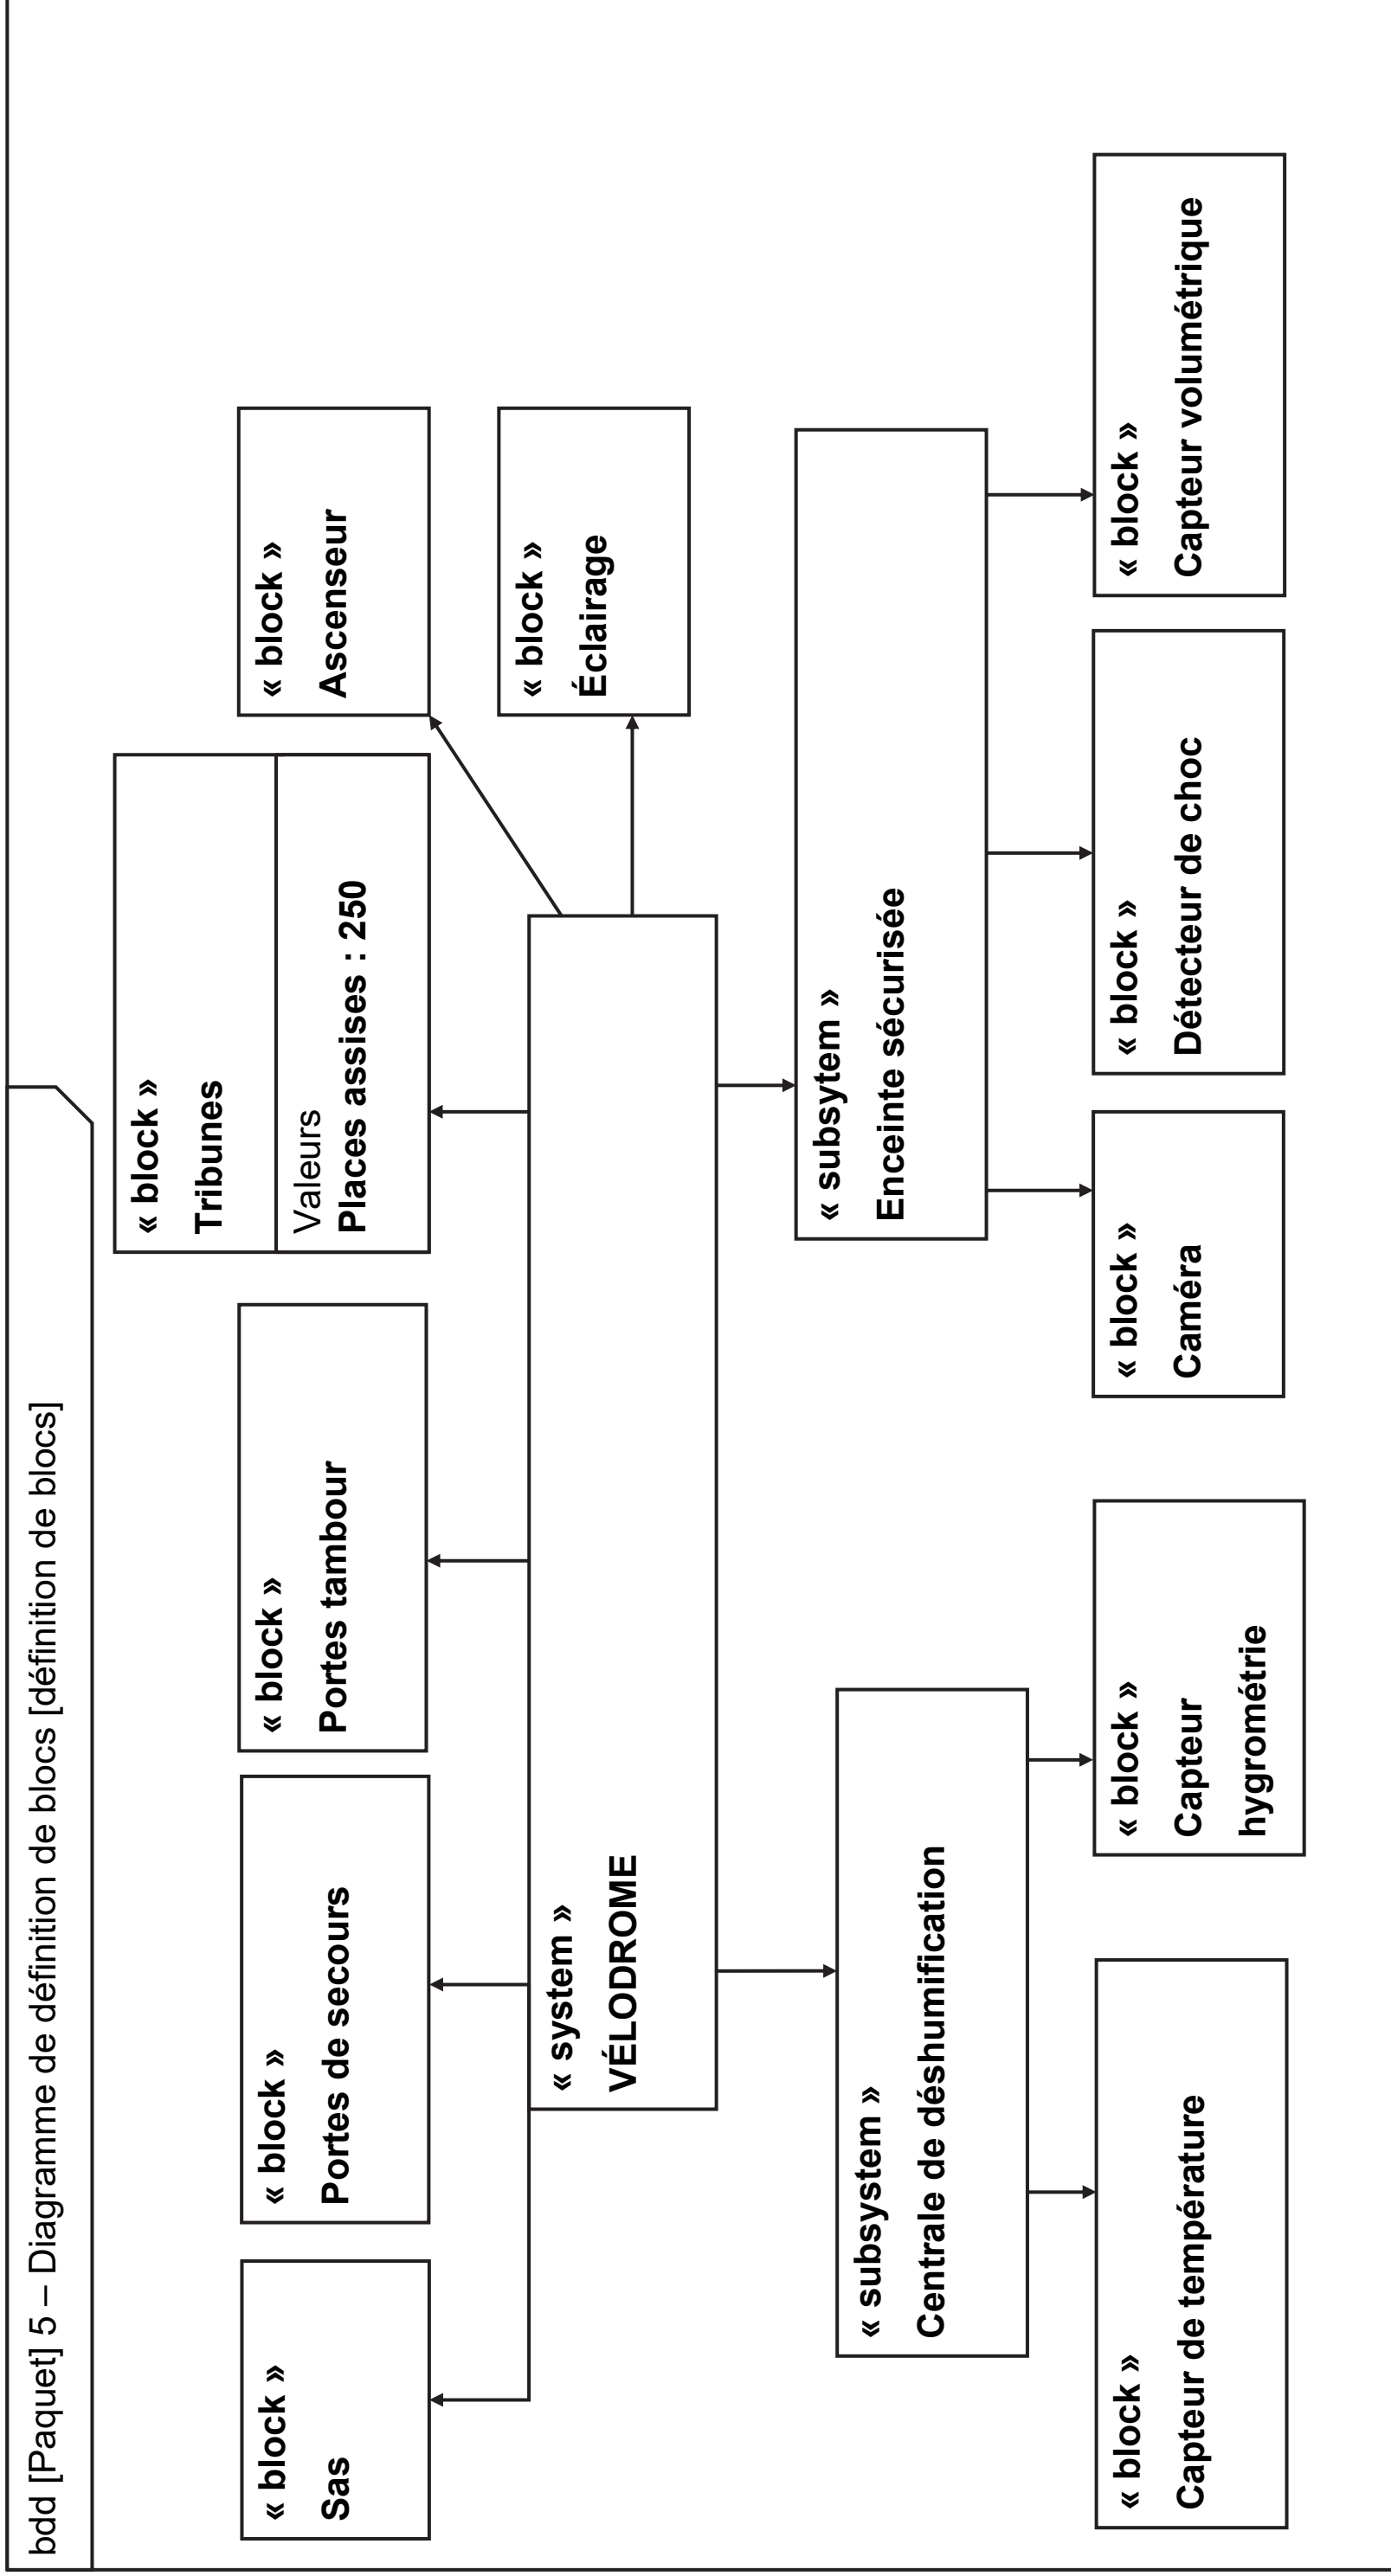 bdd [Paquet] 5 – Diagramme de définition de blocs [définition de blocs]
« block »
Sas
« block »
Portes de secours
« block »
Portes tambour
« block »
Tribunes
Valeurs
Places assises : 250
« block »
Ascenseur
« system »
VÉLODROME
« block »
Éclairage
« subsystem »
Centrale de déshumification
« subsytem »
Enceinte sécurisée
« block »
Capteur de température
« block »
Capteur
hygrométrie
« block »
Caméra
« block »
Détecteur de choc
« block »
Capteur volumétrique